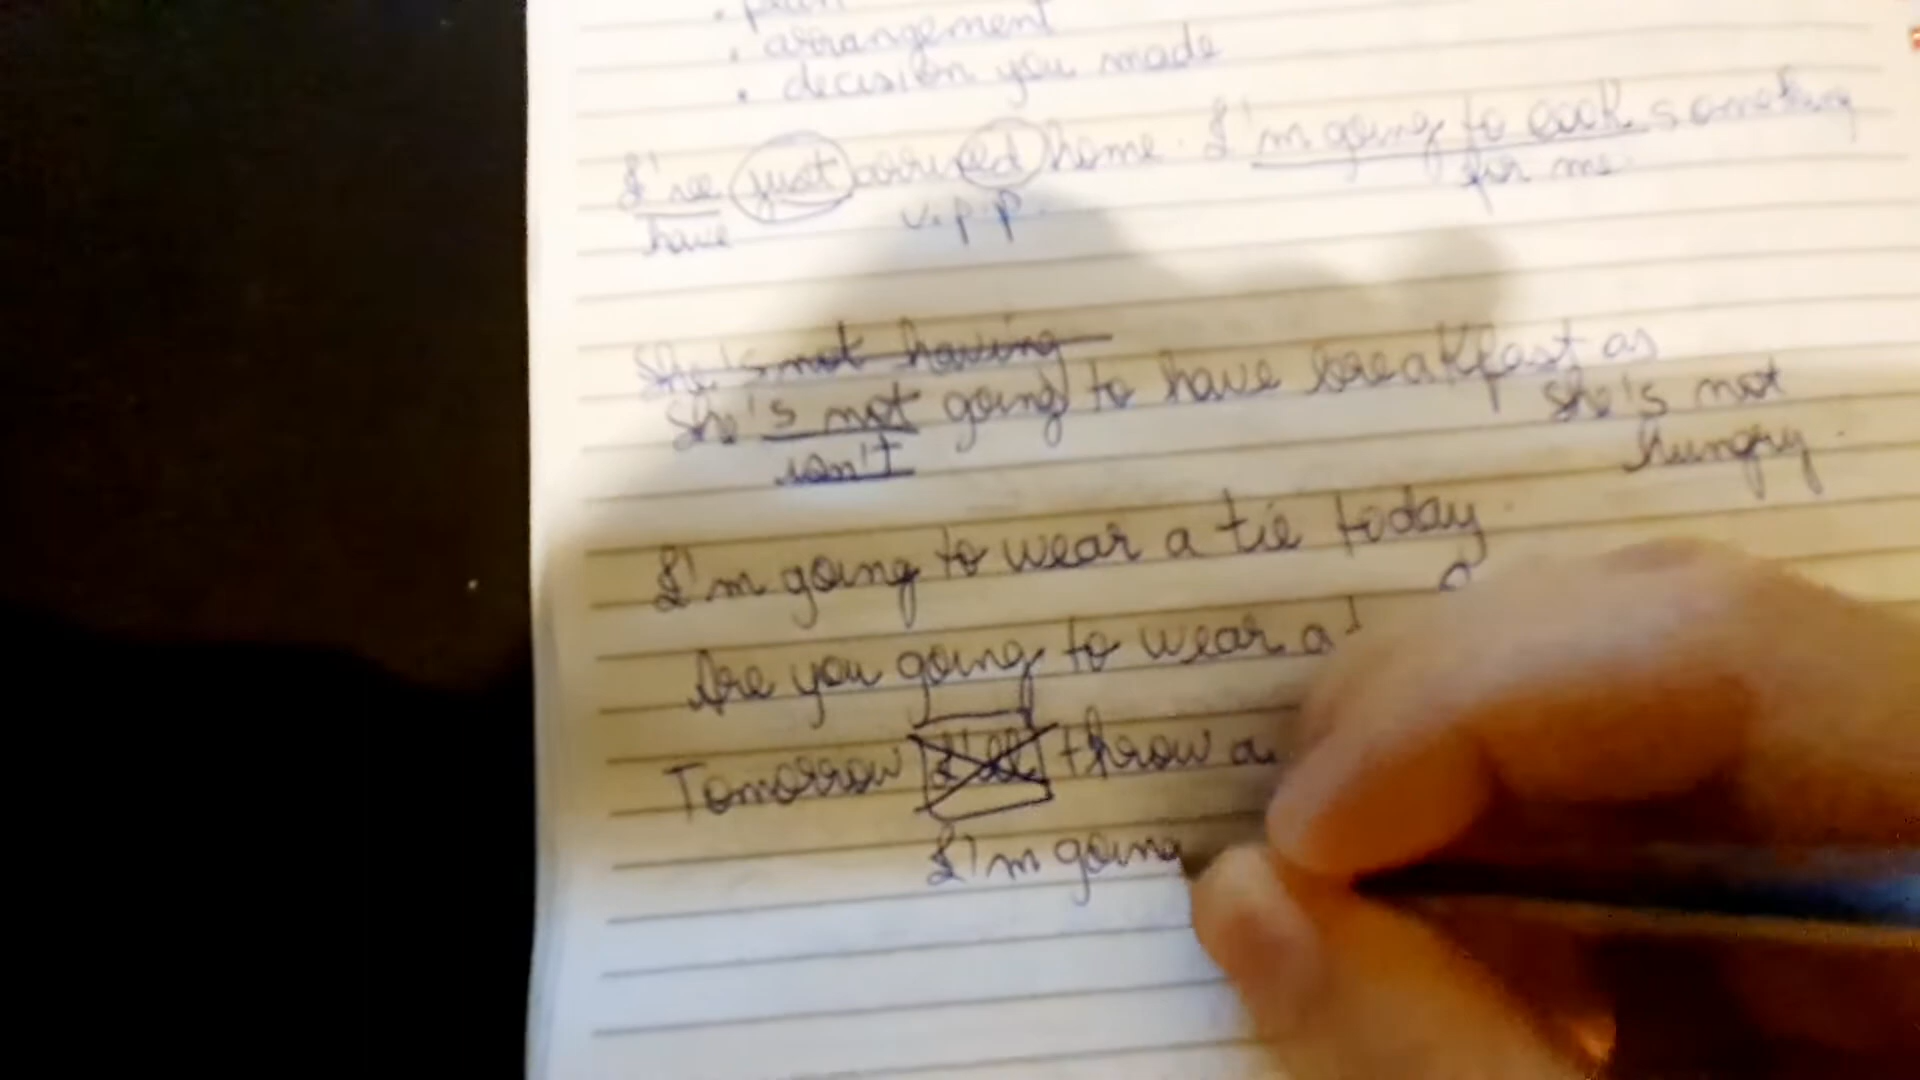 . plan
. arrangement
. decision you made
I've just arrived home. I'm going to cook something
for me.
have
v.p.p.
She's not having
She's not going to have breakfast as
she's not
isn't
hungry.
I'm going to wear a tie today.
Are you going to wear a
Tomorrow I'll throw a
I'm going